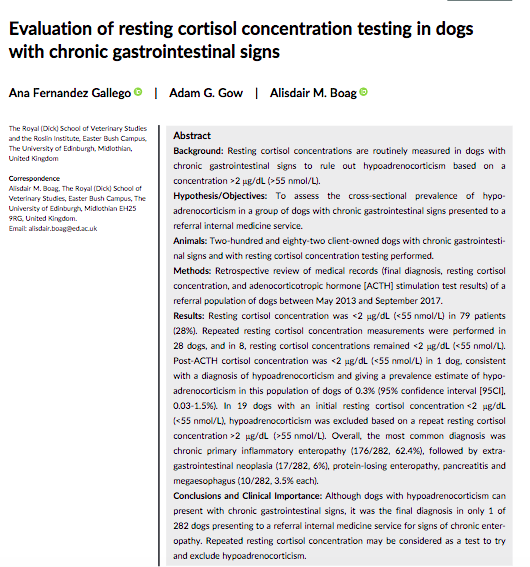 Evaluation of resting cortisol concentration testing in dogs
with chronic gastrointestinal signs
Ana Fernandez Gallego | Adam G. Gow | Alisdair M. Boag
The Royal (Dick) School of Veterinary Studies
and the Roslin Institute, Easter Bush Campus,
The University of Edinburgh, Midlothian,
United Kingdom
Correspondence
Alisdair M. Boag, The Royal (Dick) School of
Veterinary Studies, Easter Bush Campus, The
University of Edinburgh, Midlothian EH25
9RG, United Kingdom.
Email: alisdair.boag@ed.ac.uk
Abstract
Background: Resting cortisol concentrations are routinely measured in dogs with
chronic gastrointestinal signs to rule out hypoadrenocorticism based on a
concentration >2 μg/dL (>55 nmol/L).
Hypothesis/Objectives: To assess the cross-sectional prevalence of hypo-
adrenocorticism in a group of dogs with chronic gastrointestinal signs presented to a
referral internal medicine service.
Animals: Two-hundred and eighty-two client-owned dogs with chronic gastrointesti-
nal signs and with resting cortisol concentration testing performed.
Methods: Retrospective review of medical records (final diagnosis, resting cortisol
concentration, and adenocorticotropic hormone [ACTH] stimulation test results) of a
referral population of dogs between May 2013 and September 2017.
Results: Resting cortisol concentration was <2 μg/dL (<55 nmol/L) in 79 patients
(28%). Repeated resting cortisol concentration measurements were performed in
28 dogs, and in 8, resting cortisol concentrations remained <2 μg/dL (<55 nmol/L).
Post-ACTH cortisol concentration was <2 μg/dL (<55 nmol/L) in 1 dog, consistent
with a diagnosis of hypoadrenocorticism and giving a prevalence estimate of hypo-
adrenocorticism in this population of dogs of 0.3% (95% confidence interval [95CI],
0.03-1.5%). In 19 dogs with an initial resting cortisol concentration <2 μg/dL
(<55 nmol/L), hypoadrenocorticism was excluded based on a repeat resting cortisol
concentration >2 μg/dL (>55 nmol/L). Overall, the most common diagnosis was
chronic primary inflammatory enteropathy (176/282, 62.4%), followed by extra-
gastrointestinal neoplasia (17/282, 6%), protein-losing enteropathy, pancreatitis and
megaesophagus (10/282, 3.5% each).
Conclusions and Clinical Importance: Although dogs with hypoadrenocorticism can
present with chronic gastrointestinal signs, it was the final diagnosis in only 1 of
282 dogs presenting to a referral internal medicine service for signs of chronic enter-
opathy. Repeated resting cortisol concentration may be considered as a test to try
and exclude hypoadrenocorticism.